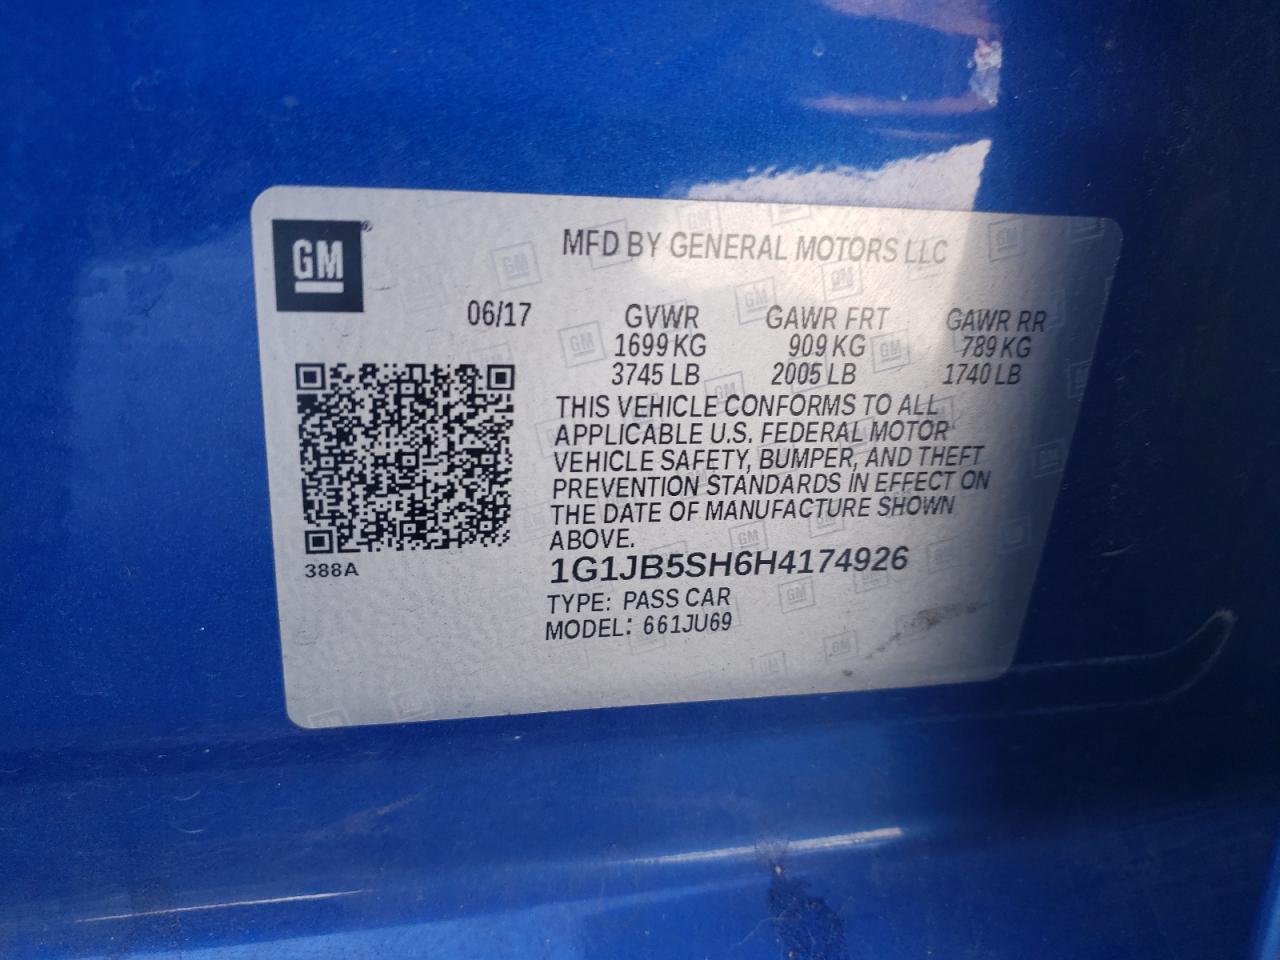 GM
MFD BY GENERAL MOTORS LLC
06/17
GVWR GAWR FRT GAWR RR
1699 KG 909 KG 789 KG
3745 LB 2005 LB 1740 LB
THIS VEHICLE CONFORMS TO ALL
APPLICABLE U.S. FEDERAL MOTOR
VEHICLE SAFETY, BUMPER, AND THEFT
PREVENTION STANDARDS IN EFFECT ON
THE DATE OF MANUFACTURE SHOWN
ABOVE.
388A
1G1JB5SH6H4174926
TYPE: PASS CAR
MODEL: 661JU69